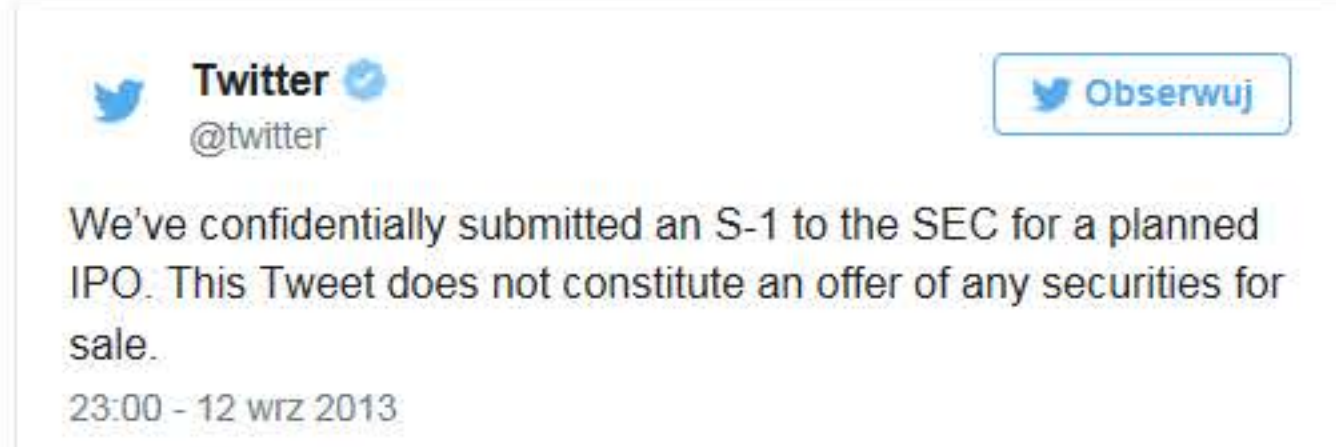 Twitter
Obserwuj
@twitter
We’ve confidentially submitted an S-1 to the SEC for a planned
IPO. This Tweet does not constitute an offer of any securities for
sale.
23:00 - 12 wrz 2013